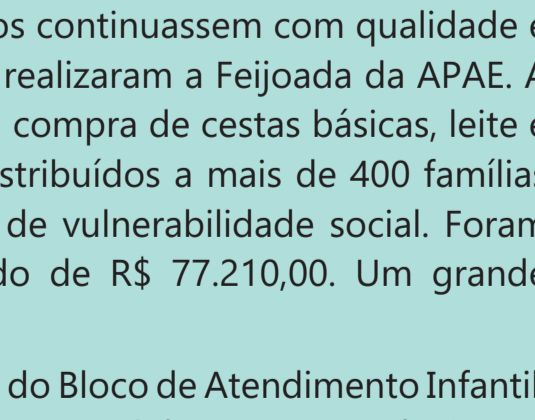 continuassem com qualidade e
realizaram a Feijoada da APAE. A
compra de cestas básicas, leite e
stribuídos a mais de 400 famílias
de vulnerabilidade social. Foram
do de R$ 77.210,00. Um grande
do Bloco de Atendimento Infantil